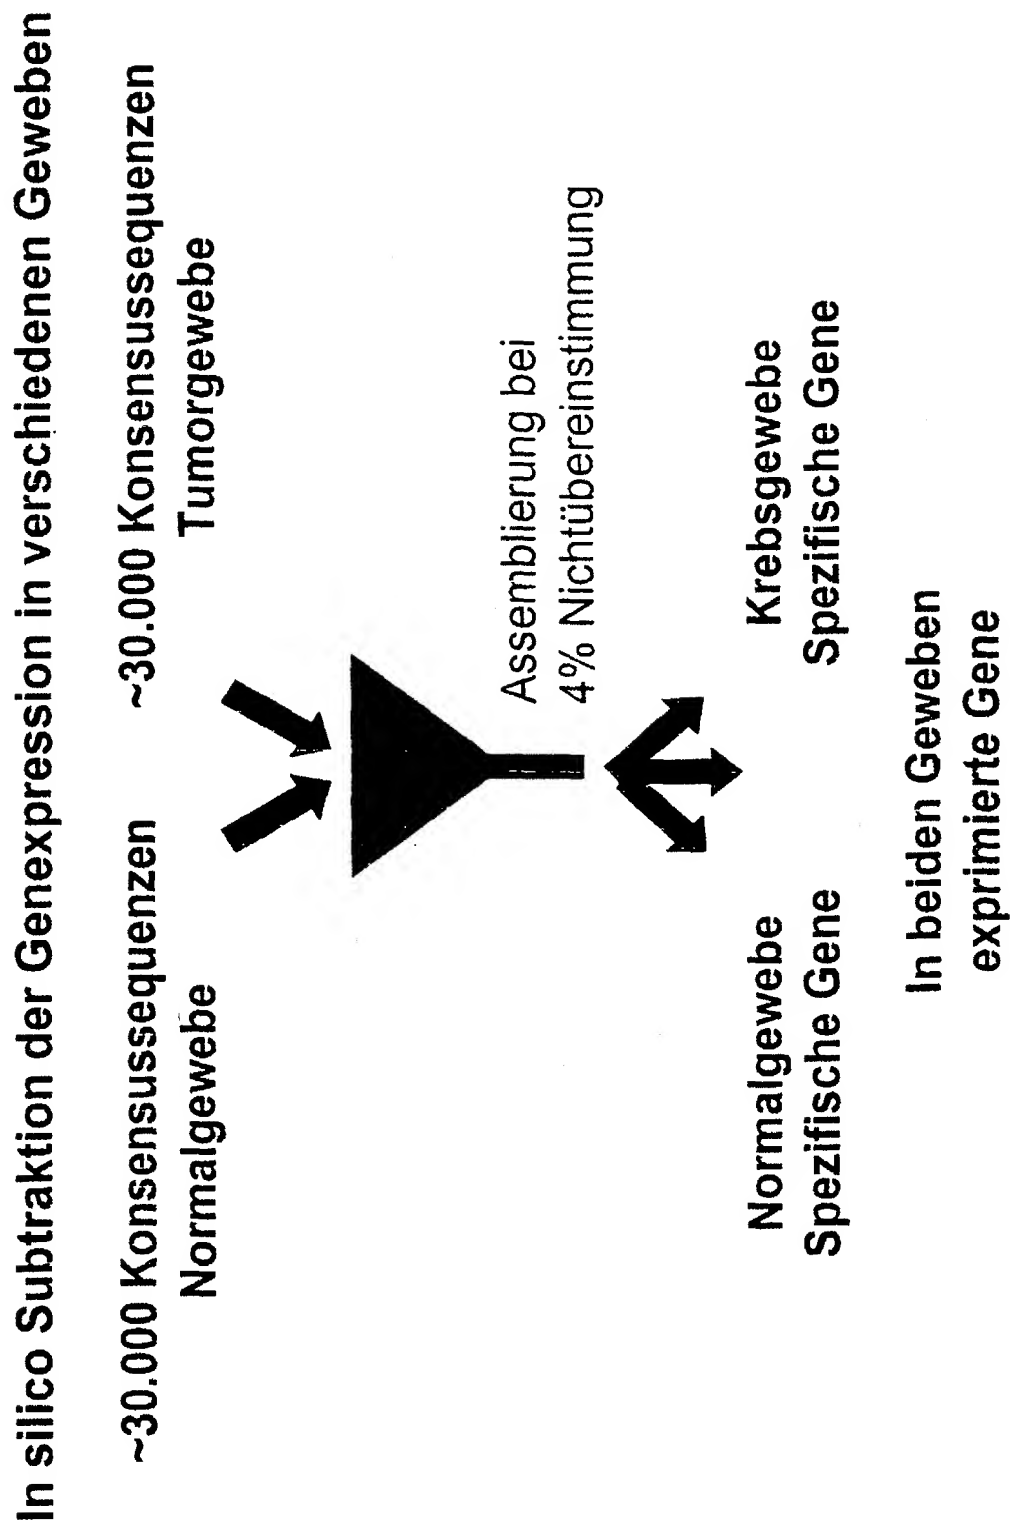 In silico Subtraktion der Genexpression in verschiedenen Geweben
~30.000 Konsensussequenzen
Normalgewebe
~30.000 Konsensussequenzen
Tumorgewebe
Assemblierung bei
4% Nichtübereinstimmung
Normalgewebe
Spezifische Gene
Krebsgewebe
Spezifische Gene
In beiden Geweben
exprimierte Gene